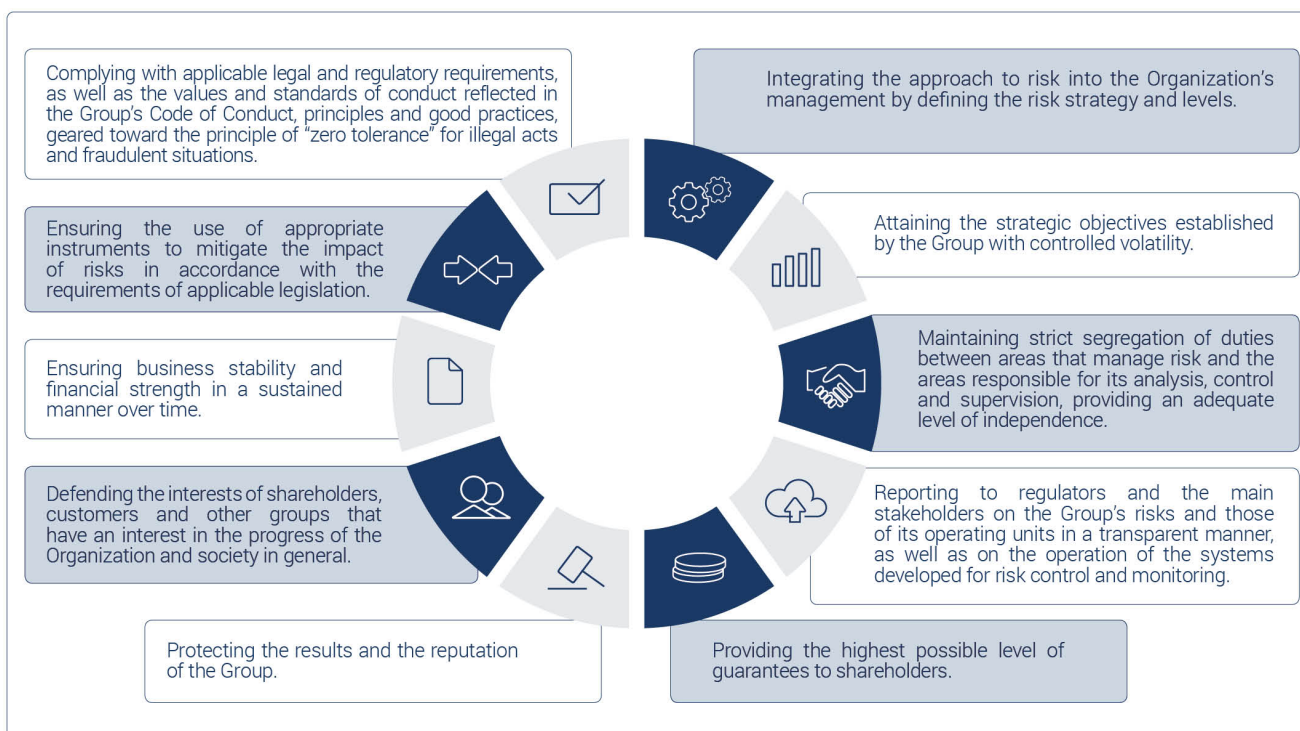 Complying with applicable legal and regulatory requirements,
as well as the values and standards of conduct reflected in
the Group's Code of Conduct, principles and good practices,
geared toward the principle of “zero tolerance” for illegal acts
and fraudulent situations.
Integrating the approach to risk into the Organization's
management by defining the risk strategy and levels.
Ensuring the use of appropriate
instruments to mitigate the impact
of risks in accordance with the
requirements of applicable legislation.
Attaining the strategic objectives established
by the Group with controlled volatility.
Ensuring business stability and
financial strength in a sustained
manner over time.
Maintaining strict segregation of duties
between areas that manage risk and the
areas responsible for its analysis, control
and supervision, providing an adequate
level of independence.
Defending the interests of shareholders,
customers and other groups that
have an interest in the progress of the
Organization and society in general.
Reporting to regulators and the main
stakeholders on the Group's risks and those
of its operating units in a transparent manner,
as well as on the operation of the systems
developed for risk control and monitoring.
Protecting the results and the reputation
of the Group.
Providing the highest possible level of
guarantees to shareholders.